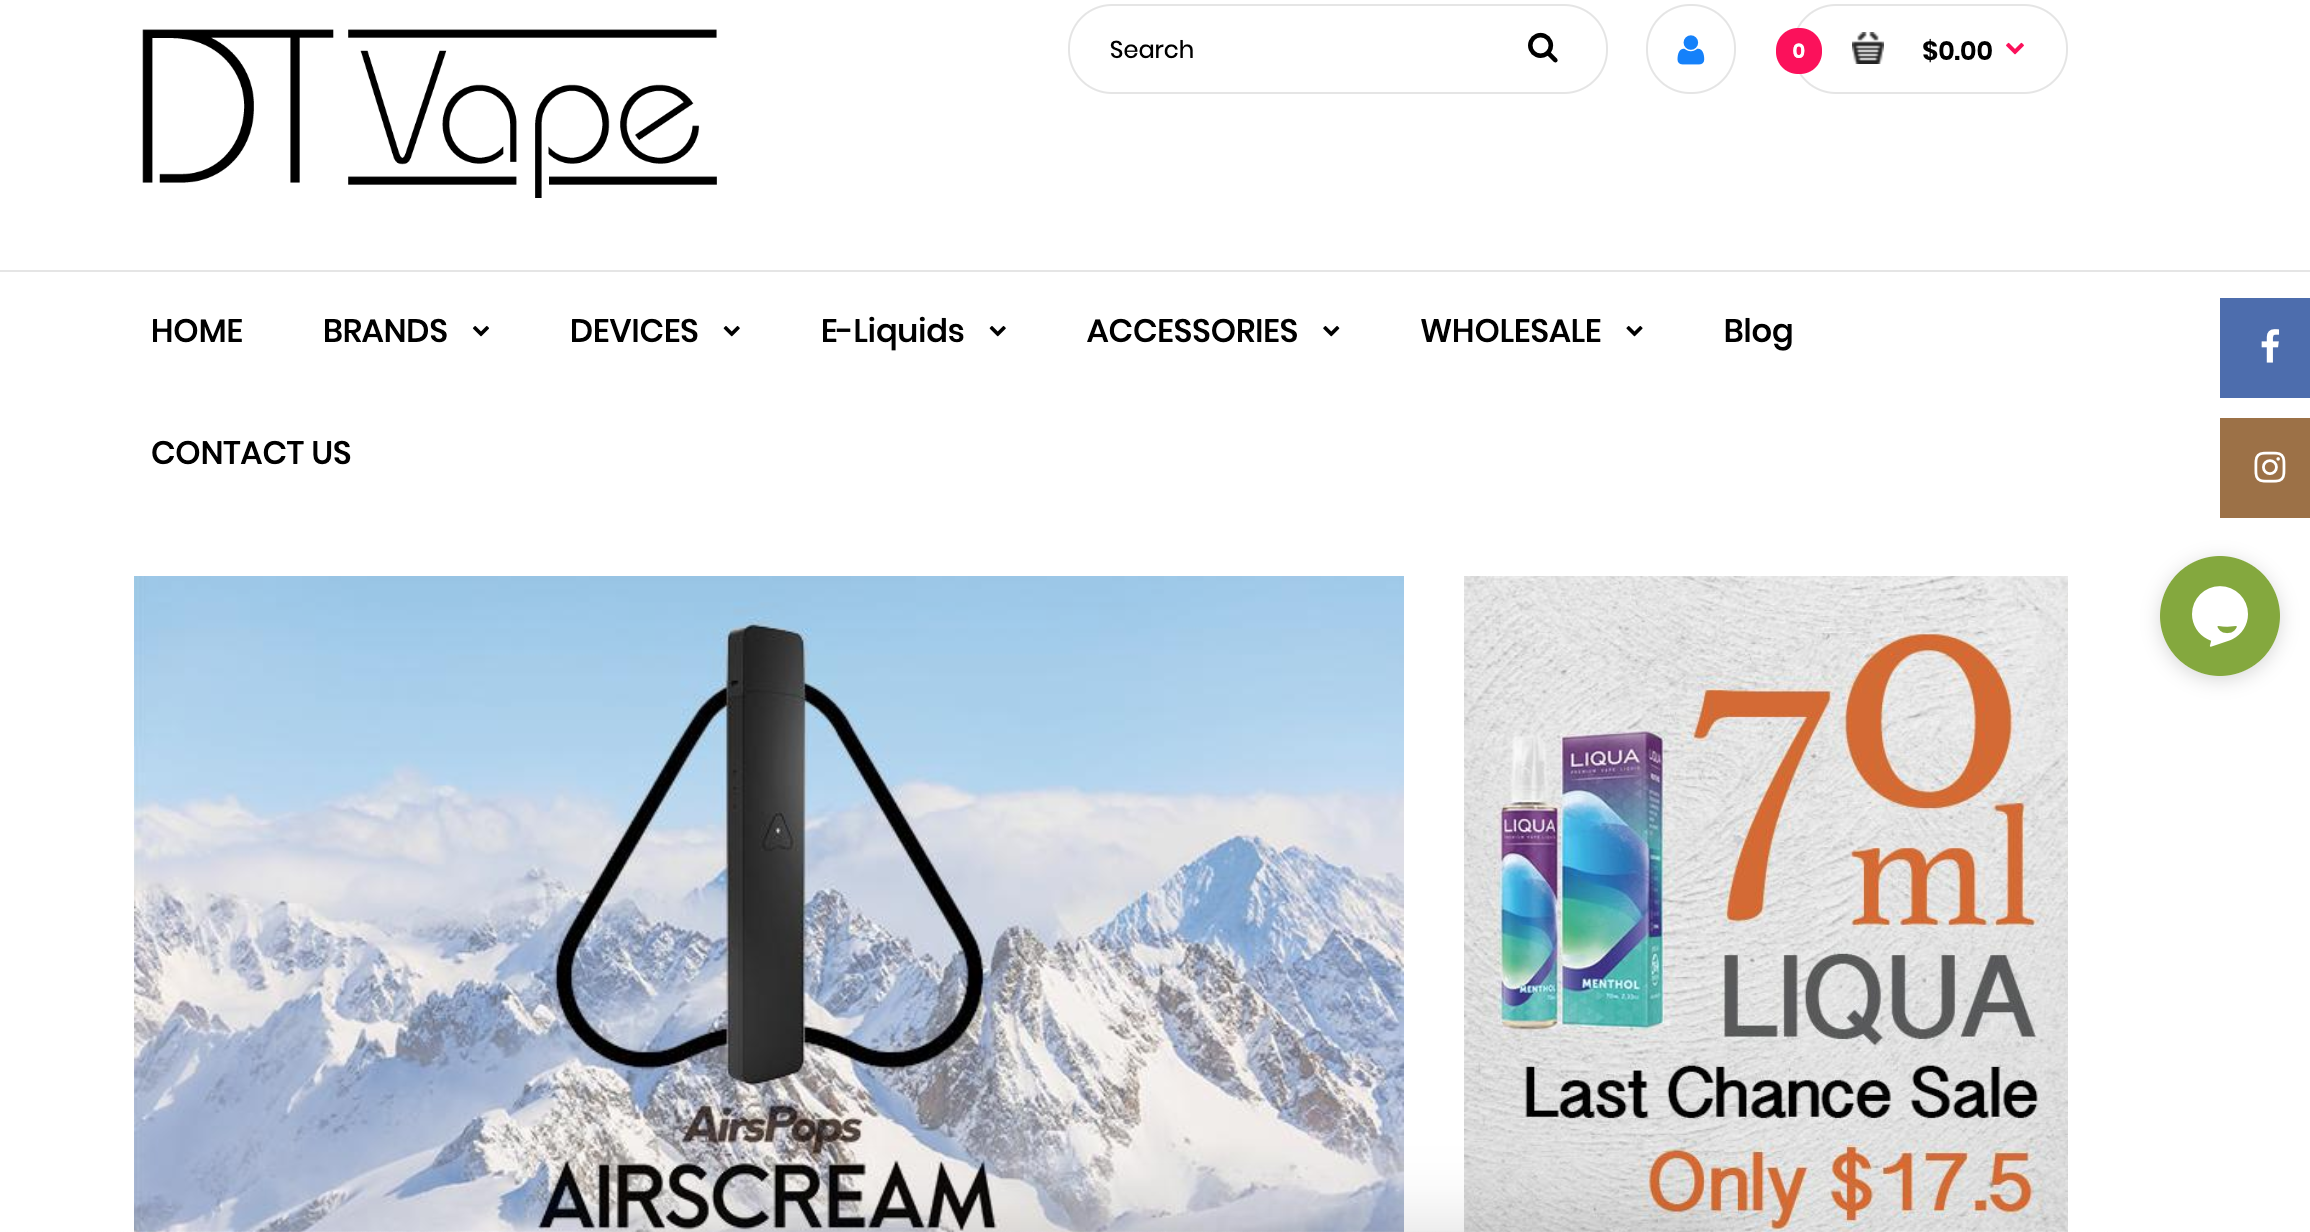 DT Vape
Search
0
$0.00
HOME
BRANDS
DEVICES
E-Liquids
ACCESSORIES
WHOLESALE
Blog
CONTACT US
AirsPops
AIRSCREAM
LIQUA
LIQUA
MENTHOL
MENTHOL
70
ml
LIQUA
Last Chance Sale
Only $17.5